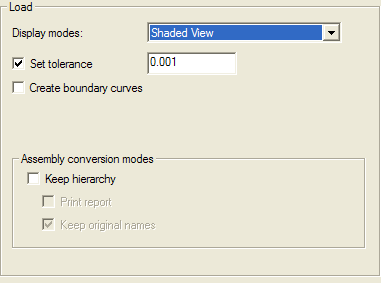 Load
Display modes: Shaded View
Set tolerance 0.001
Create boundary curves
Assembly conversion modes
Keep hierarchy
Print report
Keep original names